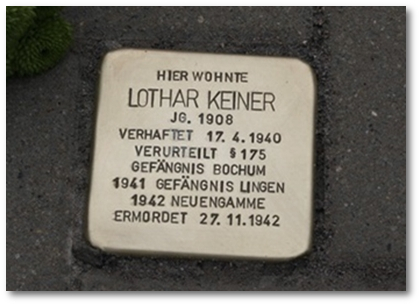 HIER WOHNTE
LOTHAR KEINER
JG. 1908
VERHAFTET 17.4.1940
VERURTEILT §175
GEFÄNGNIS BOCHUM
1941 GEFÄNGNIS LINGEN
1942 NEUENGAMME
ERMORDET 27.11.1942